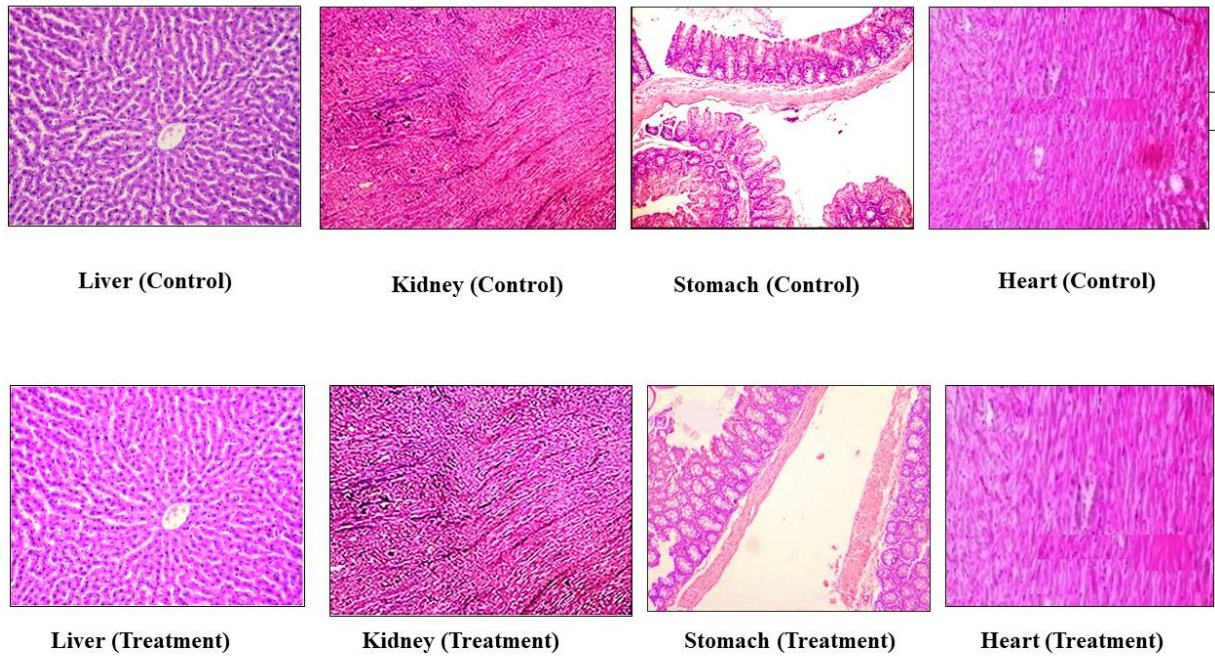 Liver (Control)
Kidney (Control)
Stomach (Control)
Heart (Control)
Liver (Treatment)
Kidney (Treatment)
Stomach (Treatment)
Heart (Treatment)